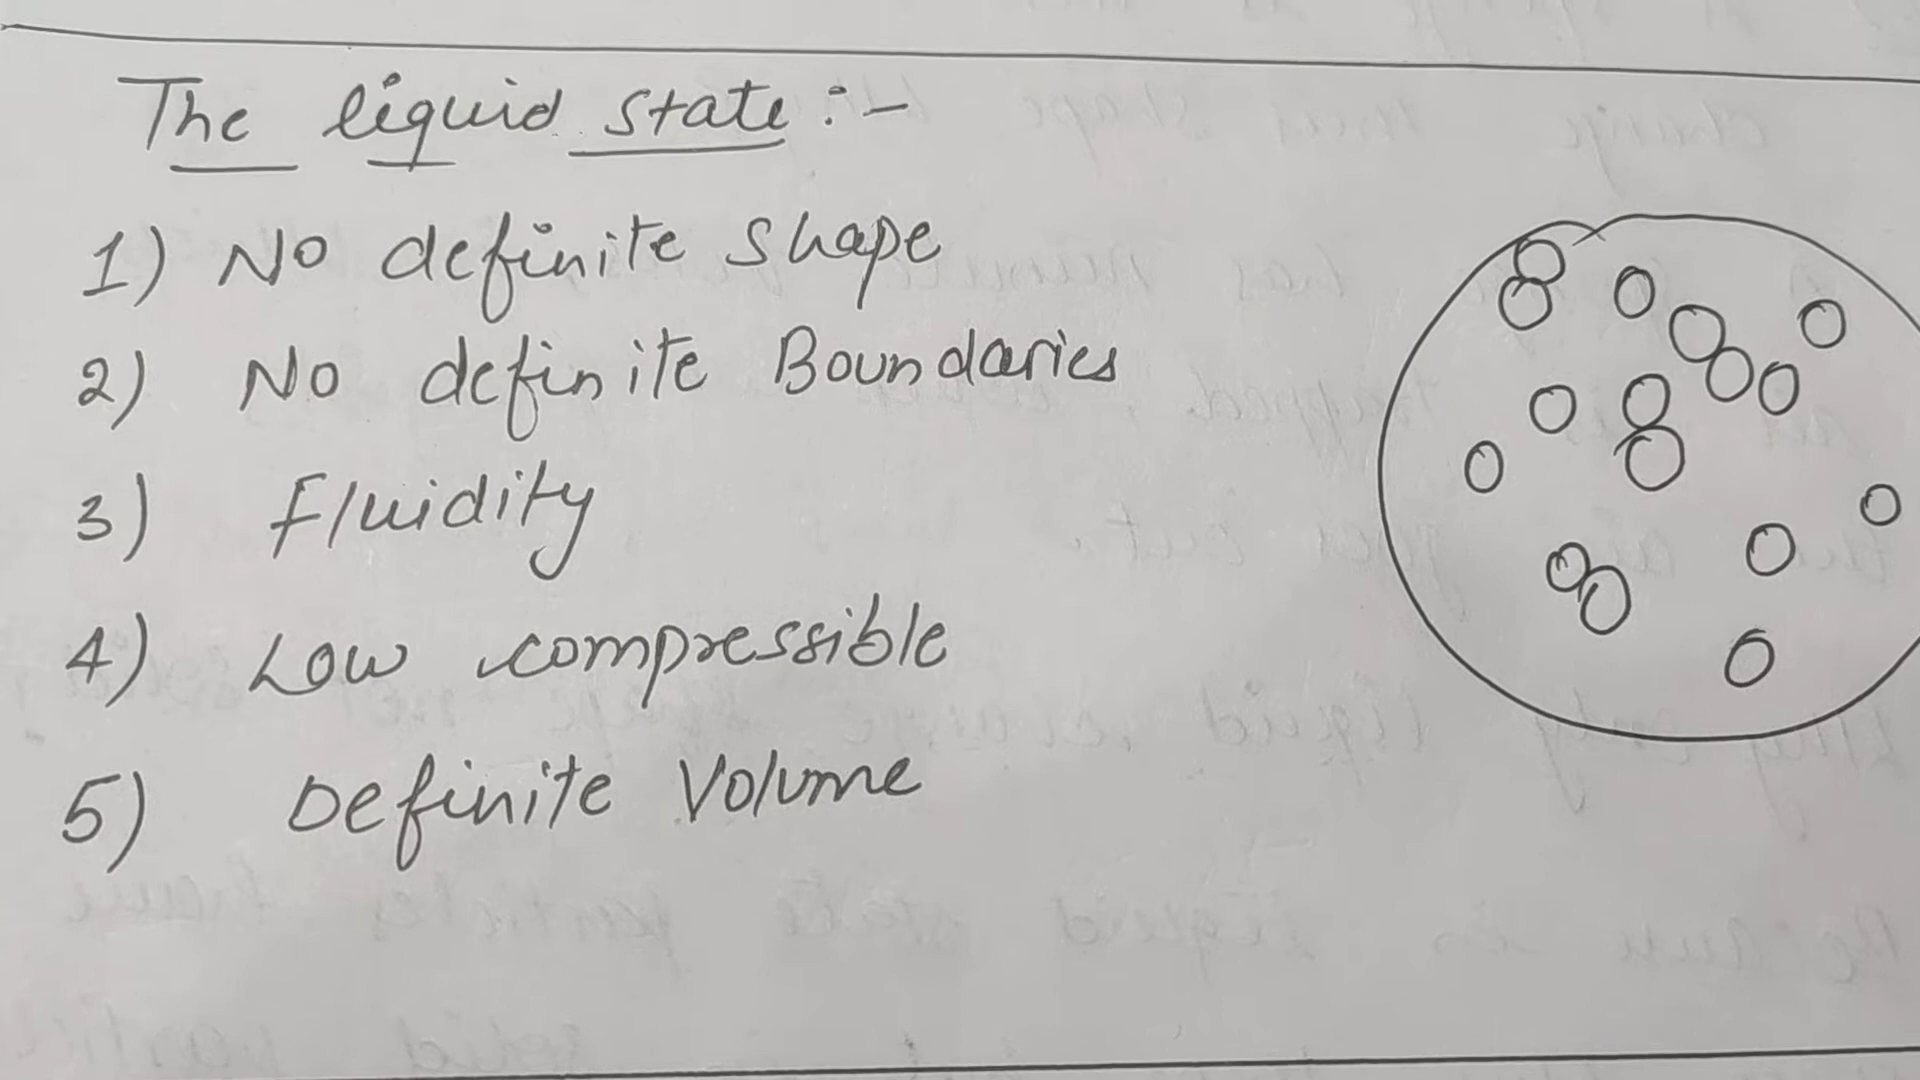 The liquid state :-
1) No definite shape
2) No definite Boundaries
3) Fluidity
4) Low compressible
5) Definite Volume